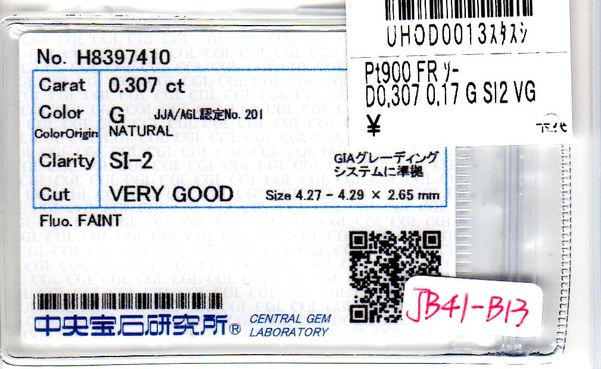 UHOD0013ｽﾀｽｼ
Pt900 FR ｿｰ
D0,307 0,17 G SI2 VG
¥
No. H8397410
Carat 0.307 ct
Color G JJA/AGL認定No. 201
ColorOrigin NATURAL
Clarity SI-2
GIAグレーディング
システムに準拠
Cut VERY GOOD Size 4.27 - 4.29 × 2.65 mm
Fluo. FAINT
JB41-B13
中央宝石研究所® CENTRAL GEM
LABORATORY